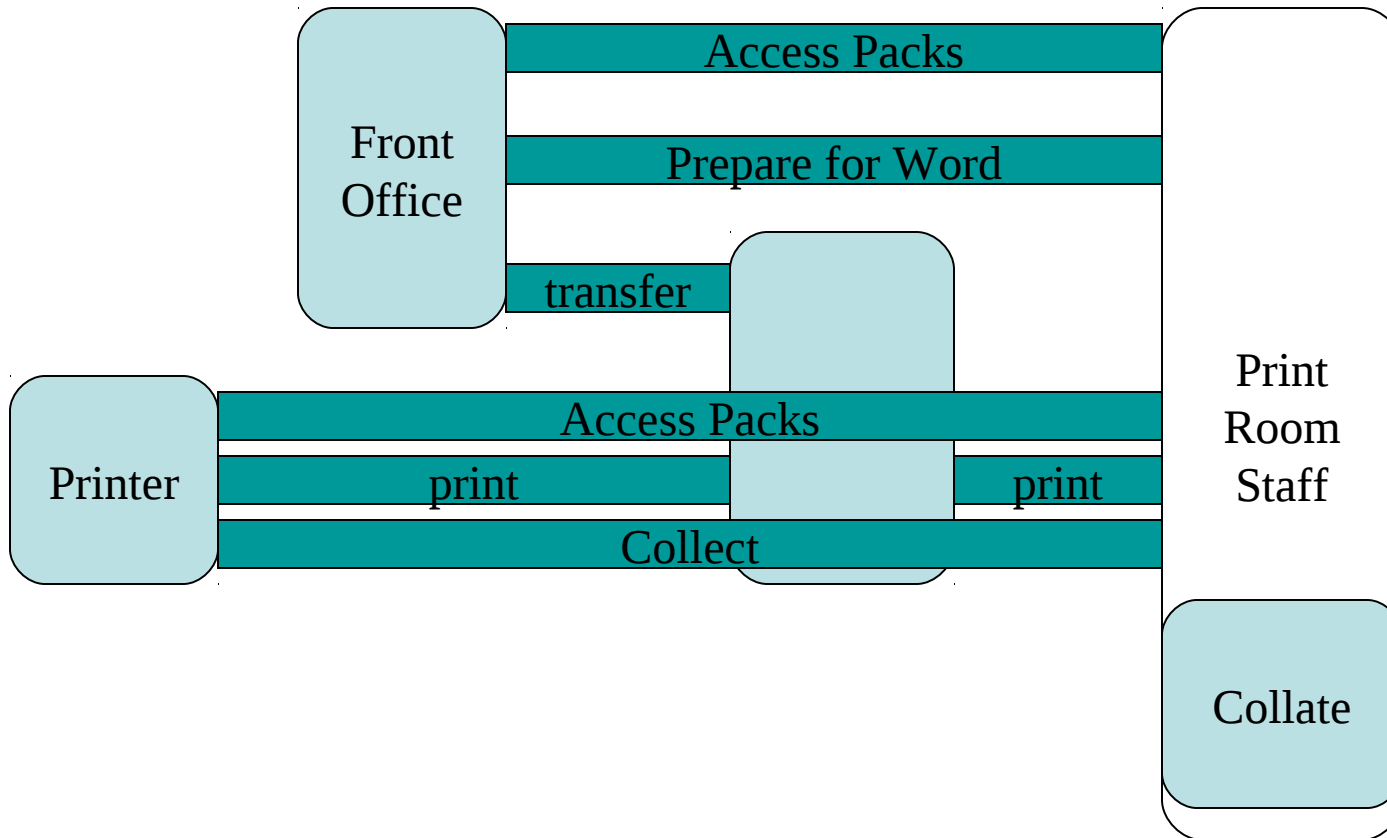 Access Packs
Front
Office
Prepare for Word
transfer
Print
Room
Staff
Access Packs
Printer
print
print
Collect
Collate